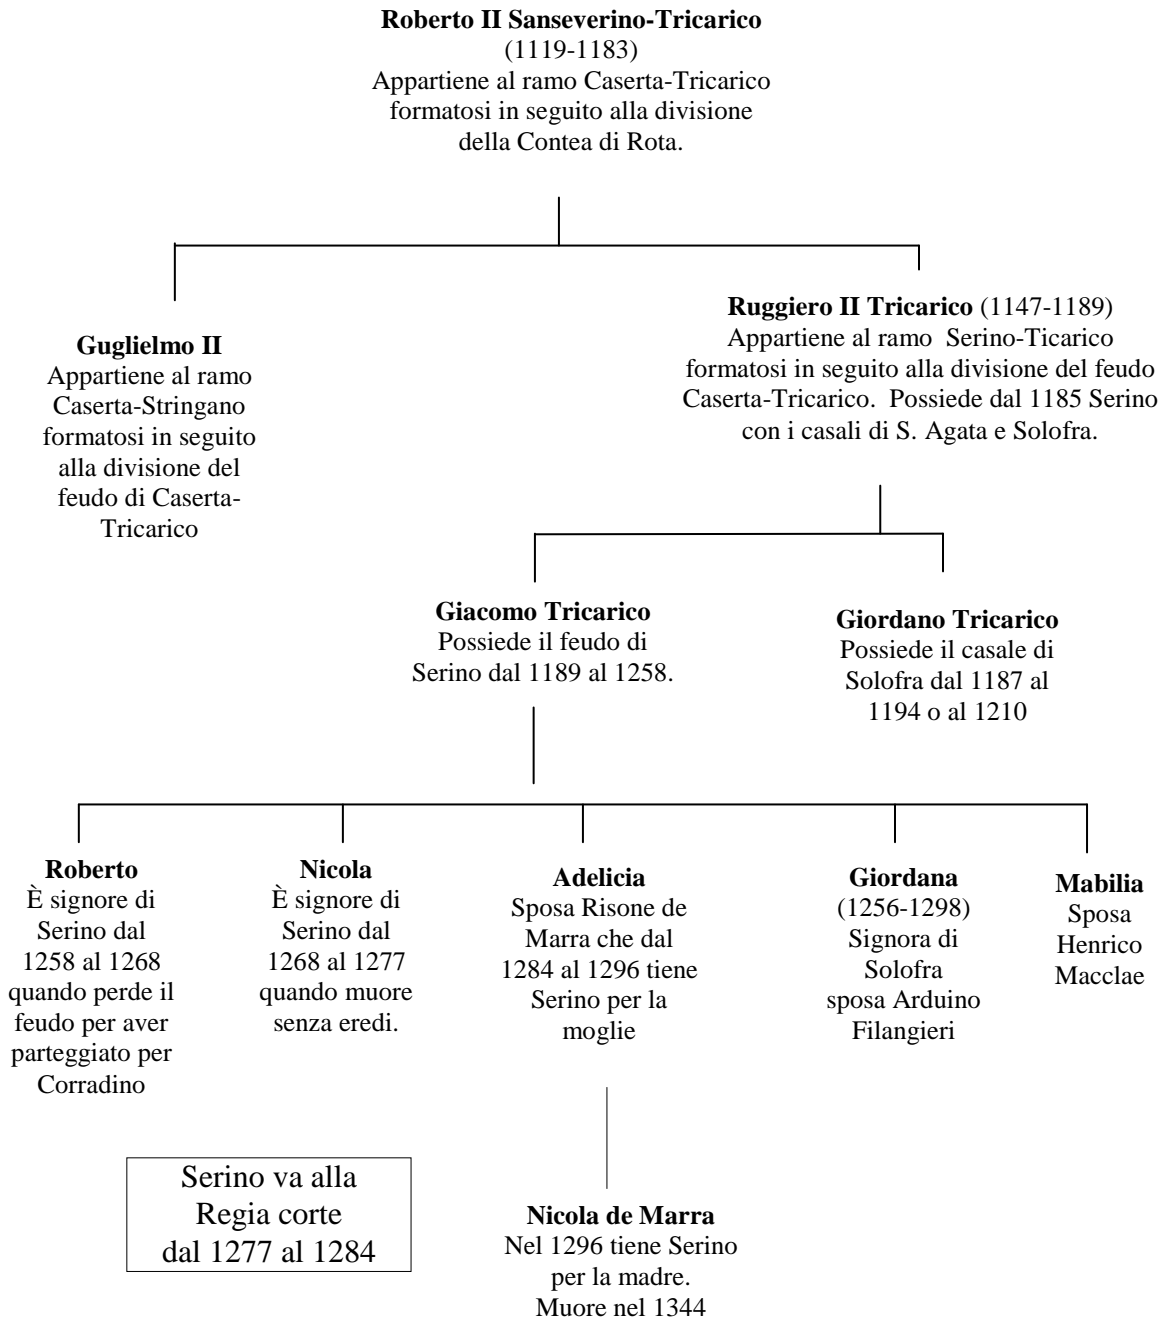 Roberto II Sanseverino-Tricarico
(1119-1183)
Appartiene al ramo Caserta-Tricarico
formatosi in seguito alla divisione
della Contea di Rota.
Guglielmo II
Appartiene al ramo
Caserta-Stringano
formatosi in seguito
alla divisione del
feudo di Caserta-
Tricarico
Ruggiero II Tricarico (1147-1189)
Appartiene al ramo Serino-Ticarico
formatosi in seguito alla divisione del feudo
Caserta-Tricarico. Possiede dal 1185 Serino
con i casali di S. Agata e Solofra.
Giacomo Tricarico
Possiede il feudo di
Serino dal 1189 al 1258.
Giordano Tricarico
Possiede il casale di
Solofra dal 1187 al
1194 o al 1210
Roberto
È signore di
Serino dal
1258 al 1268
quando perde il
feudo per aver
parteggiato per
Corradino
Nicola
È signore di
Serino dal
1268 al 1277
quando muore
senza eredi.
Adelicia
Sposa Risone de
Marra che dal
1284 al 1296 tiene
Serino per la
moglie
Giordana
(1256-1298)
Signora di
Solofra
sposa Arduino
Filangieri
Mabilia
Sposa
Henrico
Macclae
Serino va alla
Regia corte
dal 1277 al 1284
Nicola de Marra
Nel 1296 tiene Serino
per la madre.
Muore nel 1344